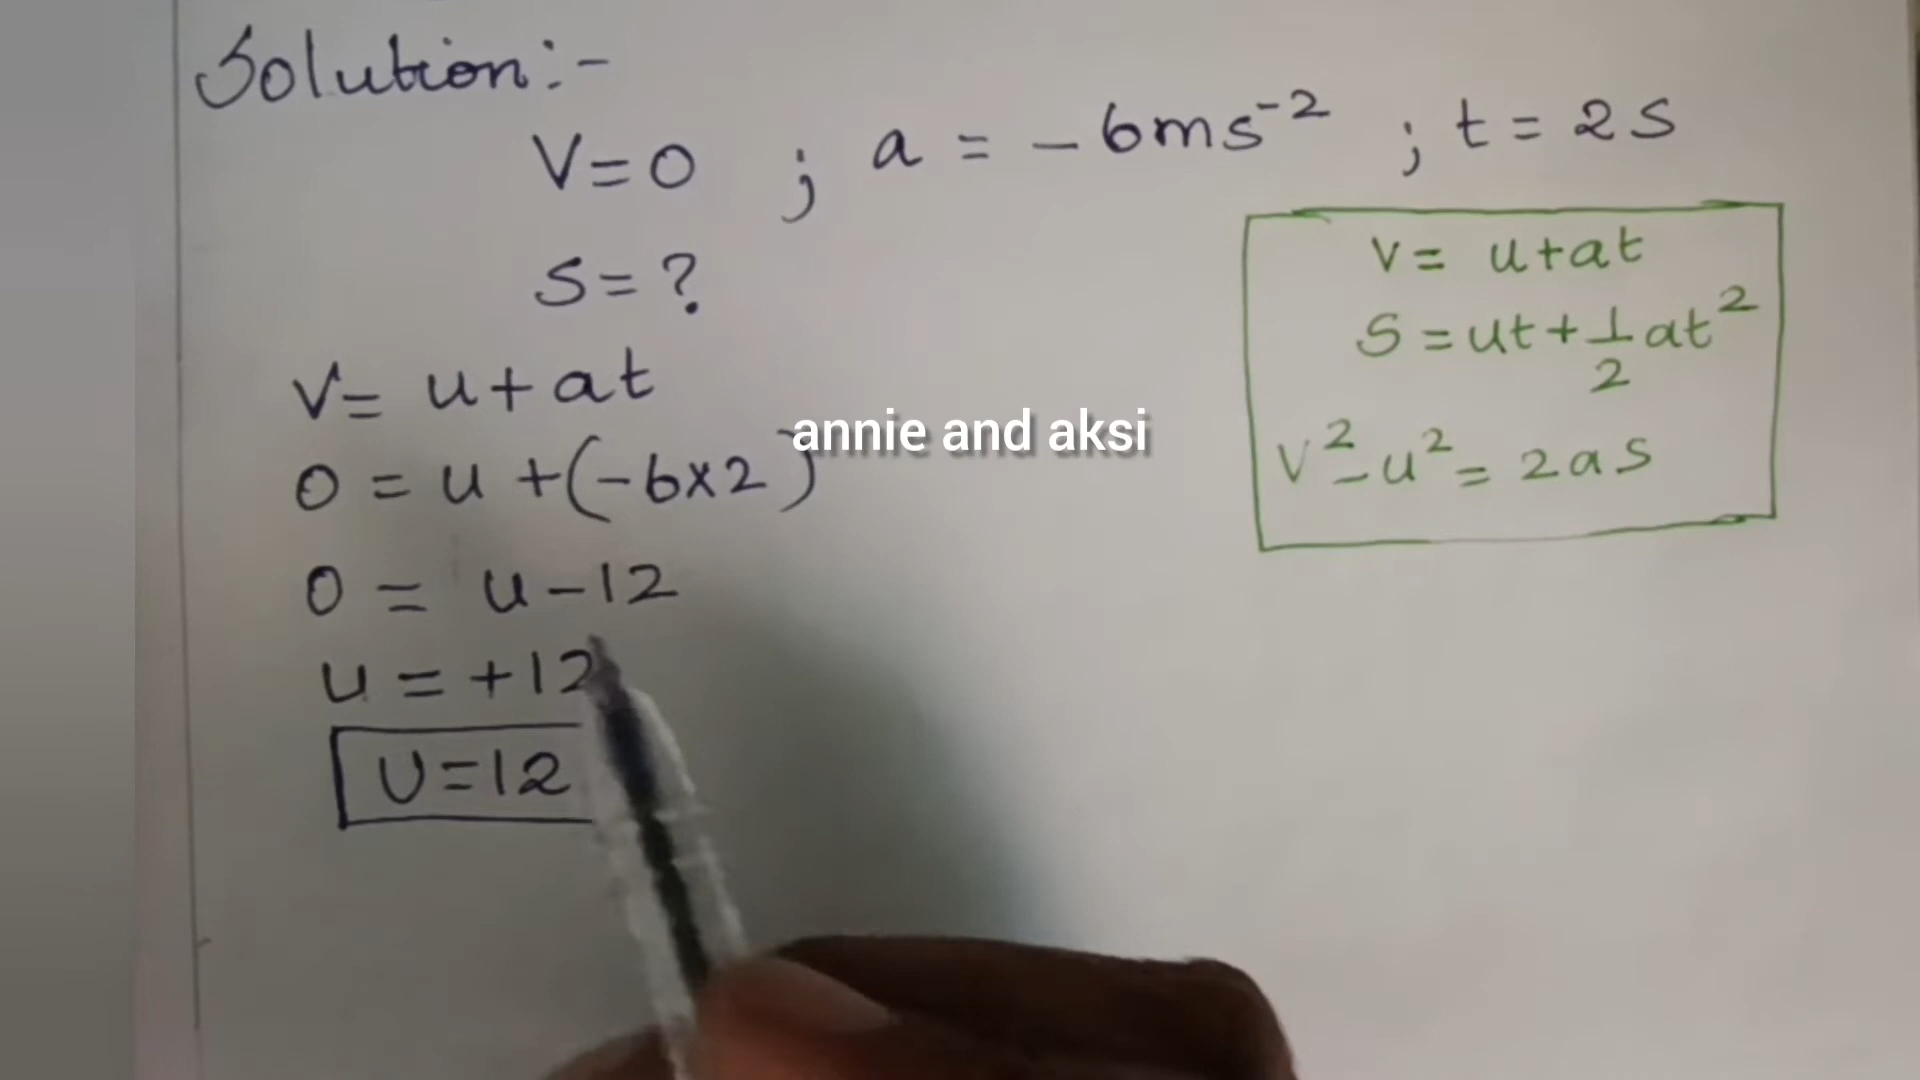 Solution:-
V=0 ; a = -6ms⁻² ; t = 2s
S=?
V= u+at
0 = u +(-6×2)
0 = u-12
u = +12
U=12
annie and aksi
V= u+at
S=ut+1/2 at²
V²-u²= 2as